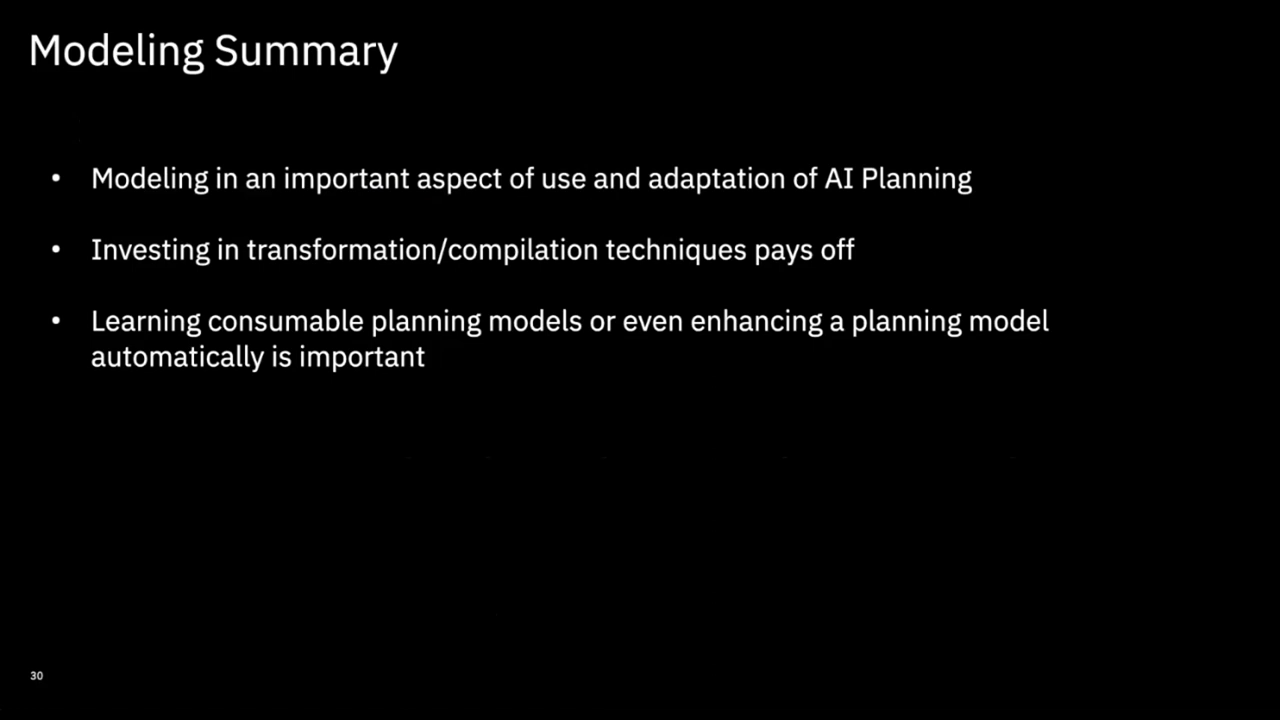 Modeling Summary
• Modeling in an important aspect of use and adaptation of AI Planning
• Investing in transformation/compilation techniques pays off
• Learning consumable planning models or even enhancing a planning model
automatically is important
30